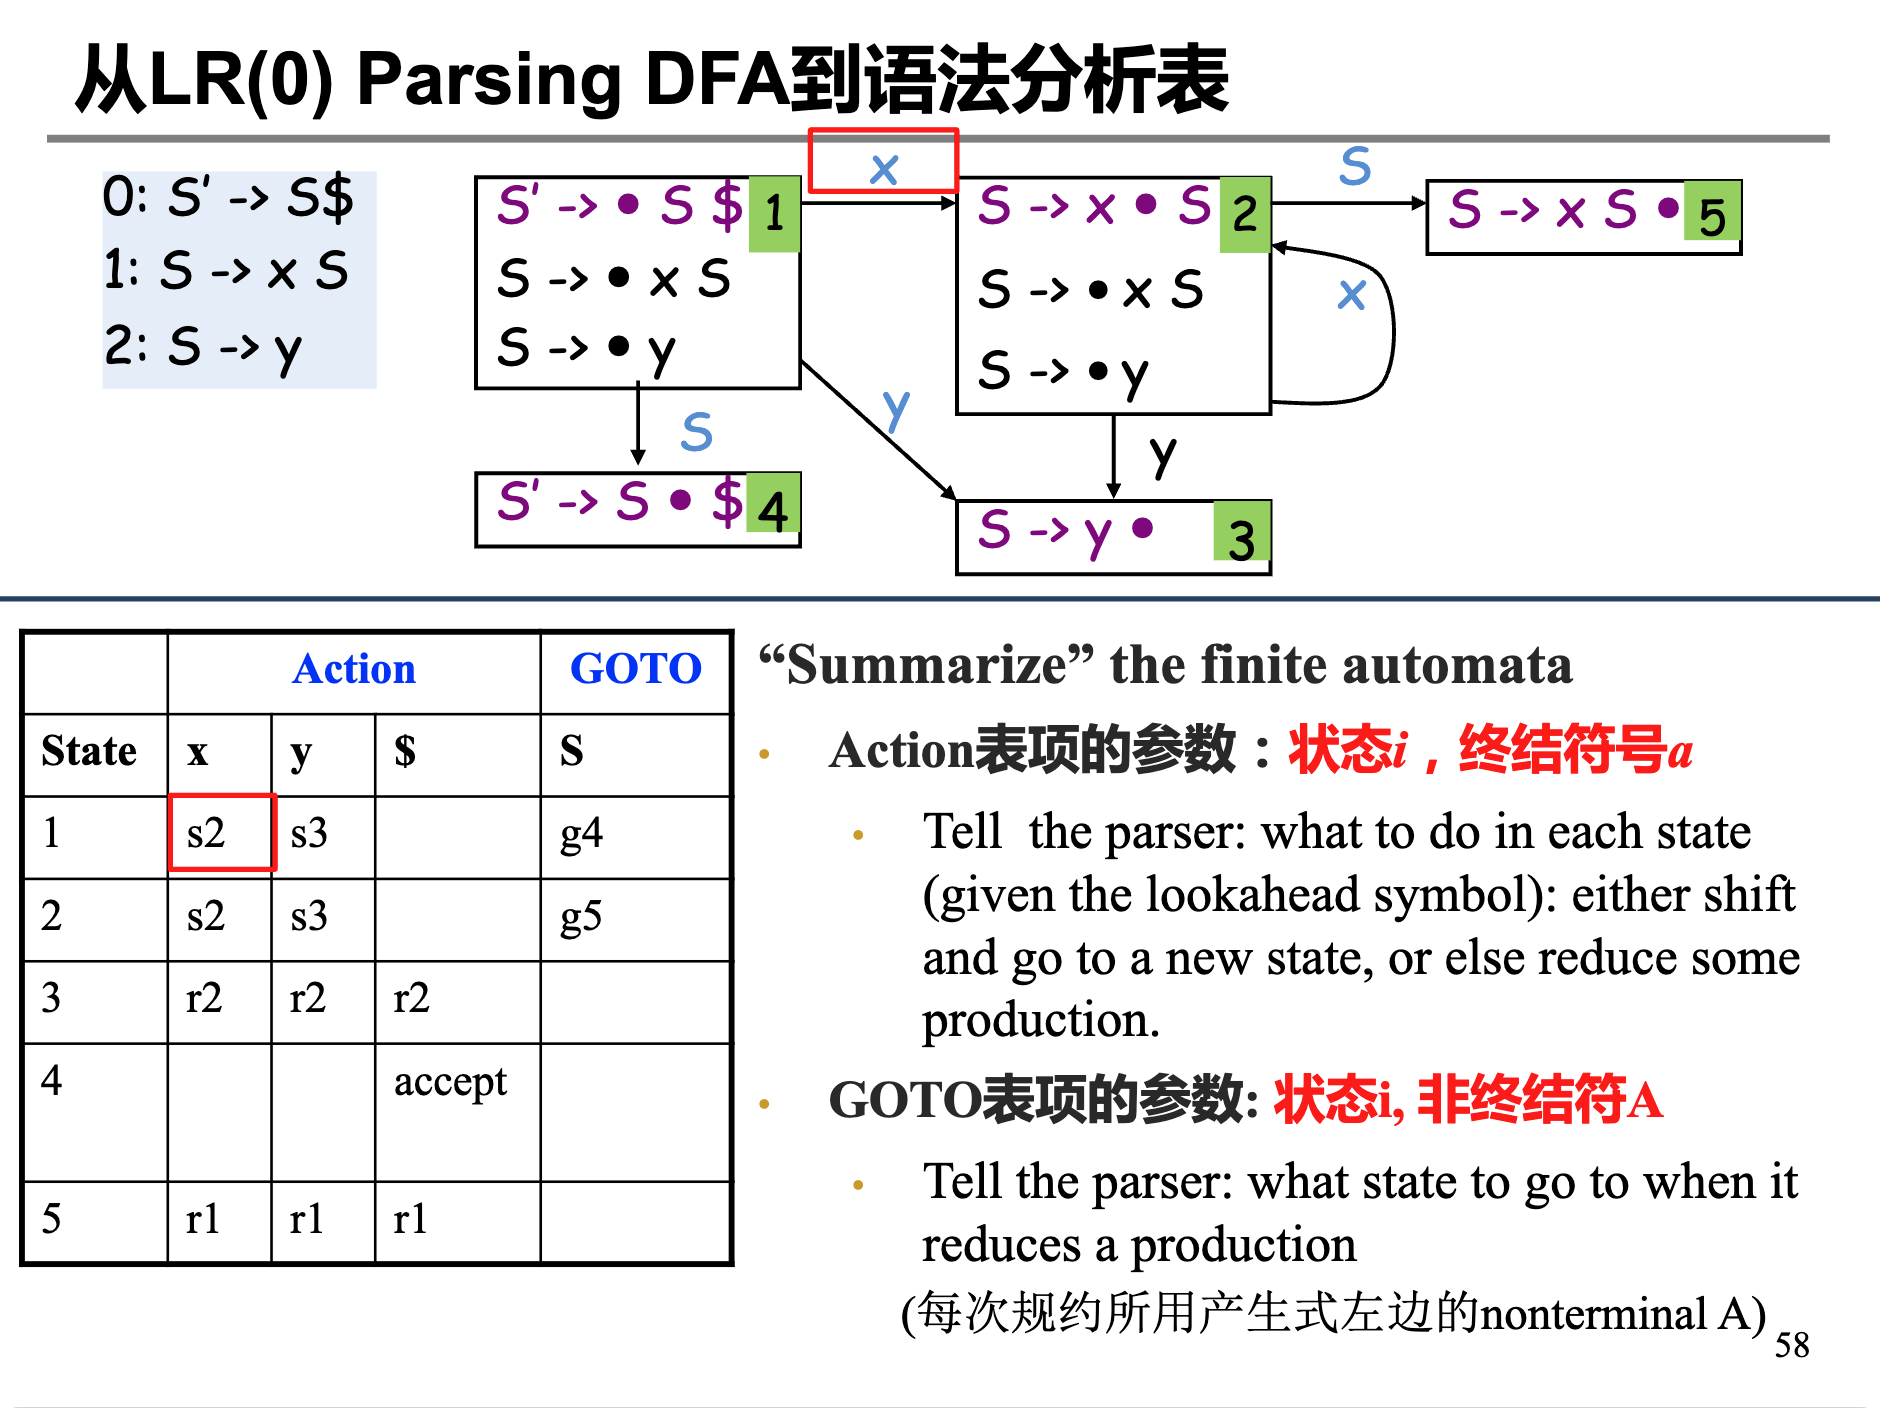 从LR(0) Parsing DFA到语法分析表
0: S' -> S$
1: S -> x S
2: S -> y
S' -> • S $ 1
S -> • x S
S -> • y
x
S -> x • S 2
S -> • x S
S -> • y
S
S -> x S • 5
x
S
y
y
S' -> S • $ 4
S -> y • 3
Action GOTO
State x y $ S
1 s2 s3 g4
2 s2 s3 g5
3 r2 r2 r2
4 accept
5 r1 r1 r1
“Summarize” the finite automata
• Action表项的参数：状态i，终结符号a
• Tell the parser: what to do in each state
(given the lookahead symbol): either shift
and go to a new state, or else reduce some
production.
• GOTO表项的参数: 状态i, 非终结符A
• Tell the parser: what state to go to when it
reduces a production
(每次规约所用产生式左边的nonterminal A)
58